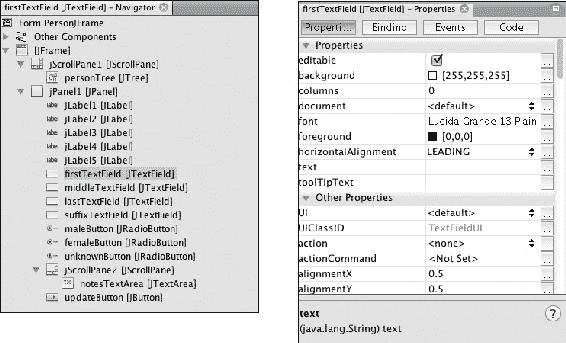 firstTextField [JTextField] - Navigator
Form PersonJFrame
Other Components
[JFrame]
jScrollPane1 [JScrollPane]
personTree [JTree]
jPanel1 [JPanel]
jLabel1 [JLabel]
jLabel2 [JLabel]
jLabel3 [JLabel]
jLabel4 [JLabel]
jLabel5 [JLabel]
firstTextField [JTextField]
middleTextField [JTextField]
lastTextField [JTextField]
suffixTextField [JTextField]
maleButton [JRadioButton]
femaleButton [JRadioButton]
unknownButton [JRadioButton]
jScrollPane2 [JScrollPane]
notesTextArea [JTextArea]
updateButton [JButton]
firstTextField [JTextField] - Properties
Properti... Binding Events Code
Properties
editable
background [255,255,255] ...
columns 0 ...
document <default> ...
font Lucida Grande 13 Plain ...
foreground [0,0,0] ...
horizontalAlignment LEADING ...
text ...
toolTipText ...
Other Properties
UI <default> ...
UIClassID TextFieldUI ...
action <none> ...
actionCommand <Not Set> ...
alignmentX 0.5 ...
alignmentY 0.5 ...
text
(java.lang.String) text
?